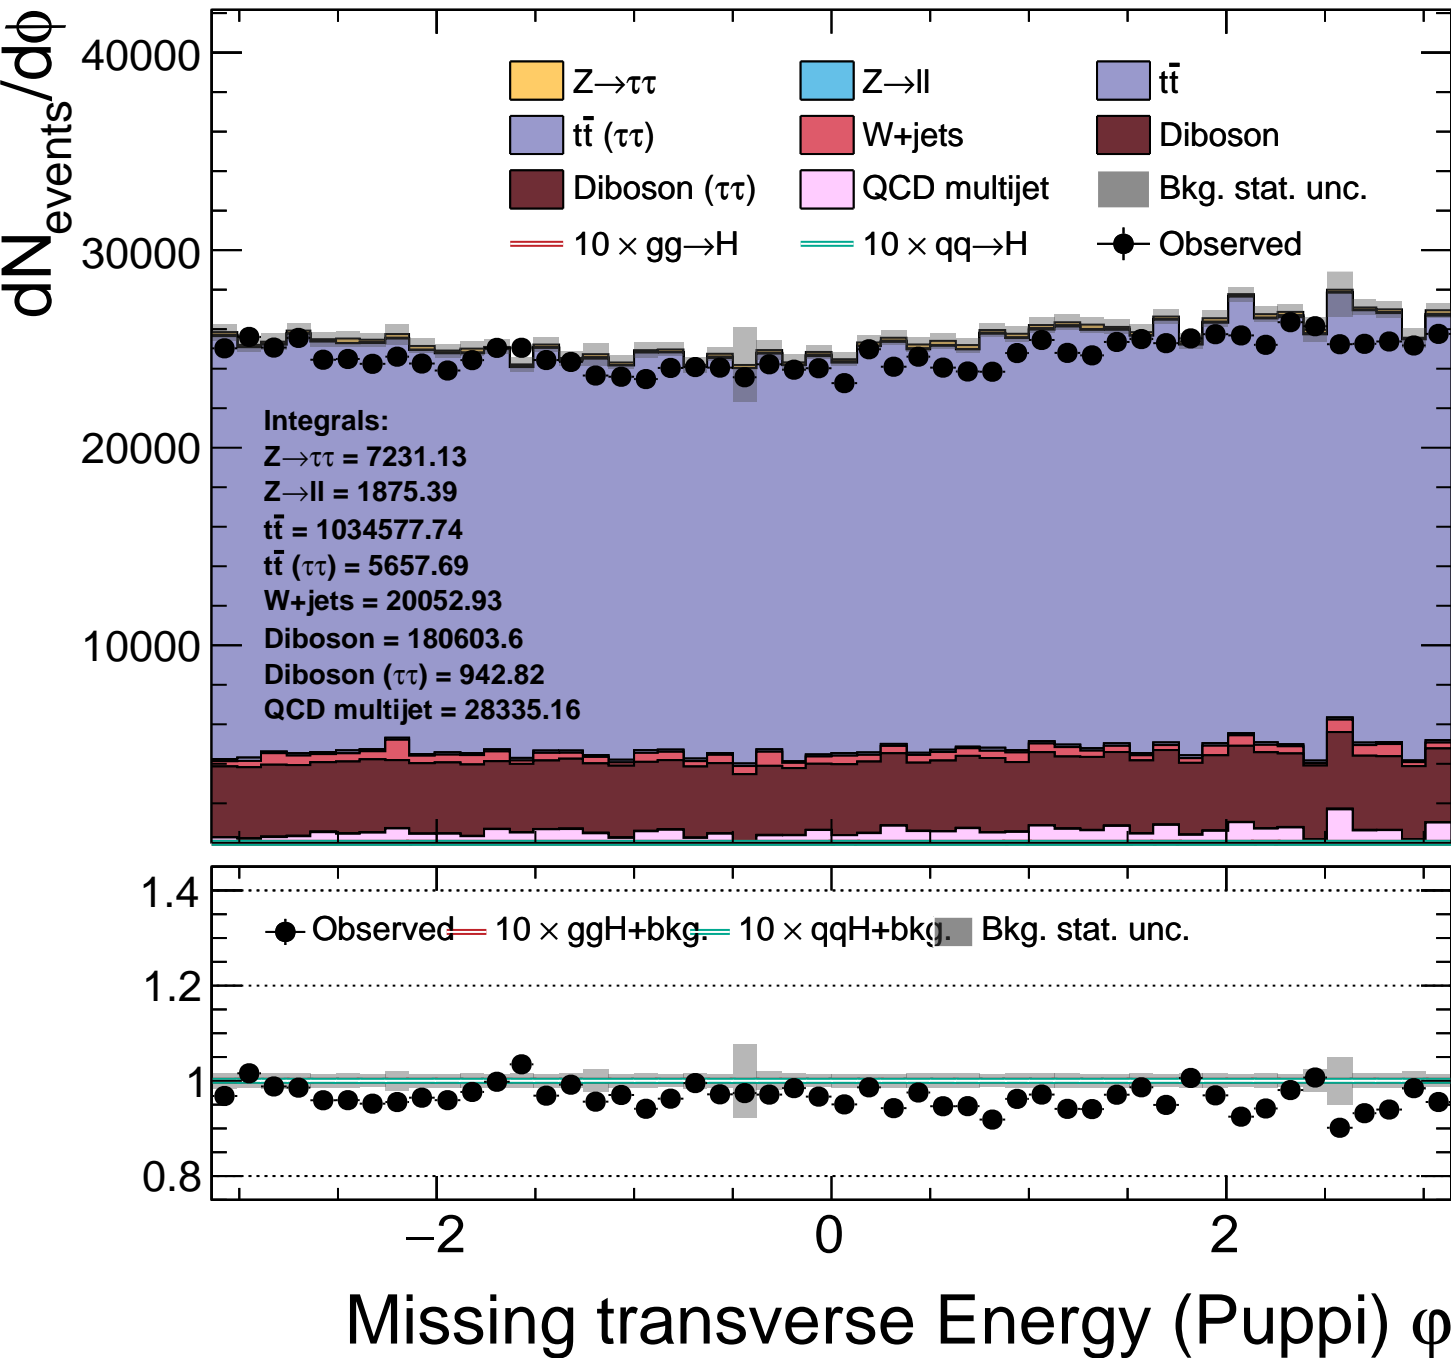 dN_events/dϕ
40000
30000
20000
10000
Z→ττ
Z→ll
tt̄
tt̄ (ττ)
W+jets
Diboson
Diboson (ττ)
QCD multijet
Bkg. stat. unc.
10 × gg→H
10 × qq→H
Observed
Integrals:
Z→ττ = 7231.13
Z→ll = 1875.39
tt̄ = 1034577.74
tt̄ (ττ) = 5657.69
W+jets = 20052.93
Diboson = 180603.6
Diboson (ττ) = 942.82
QCD multijet = 28335.16
1.4
1.2
1
0.8
Observed
10 × ggH+bkg.
10 × qqH+bkg.
Bkg. stat. unc.
−2
0
2
Missing transverse Energy (Puppi) φ